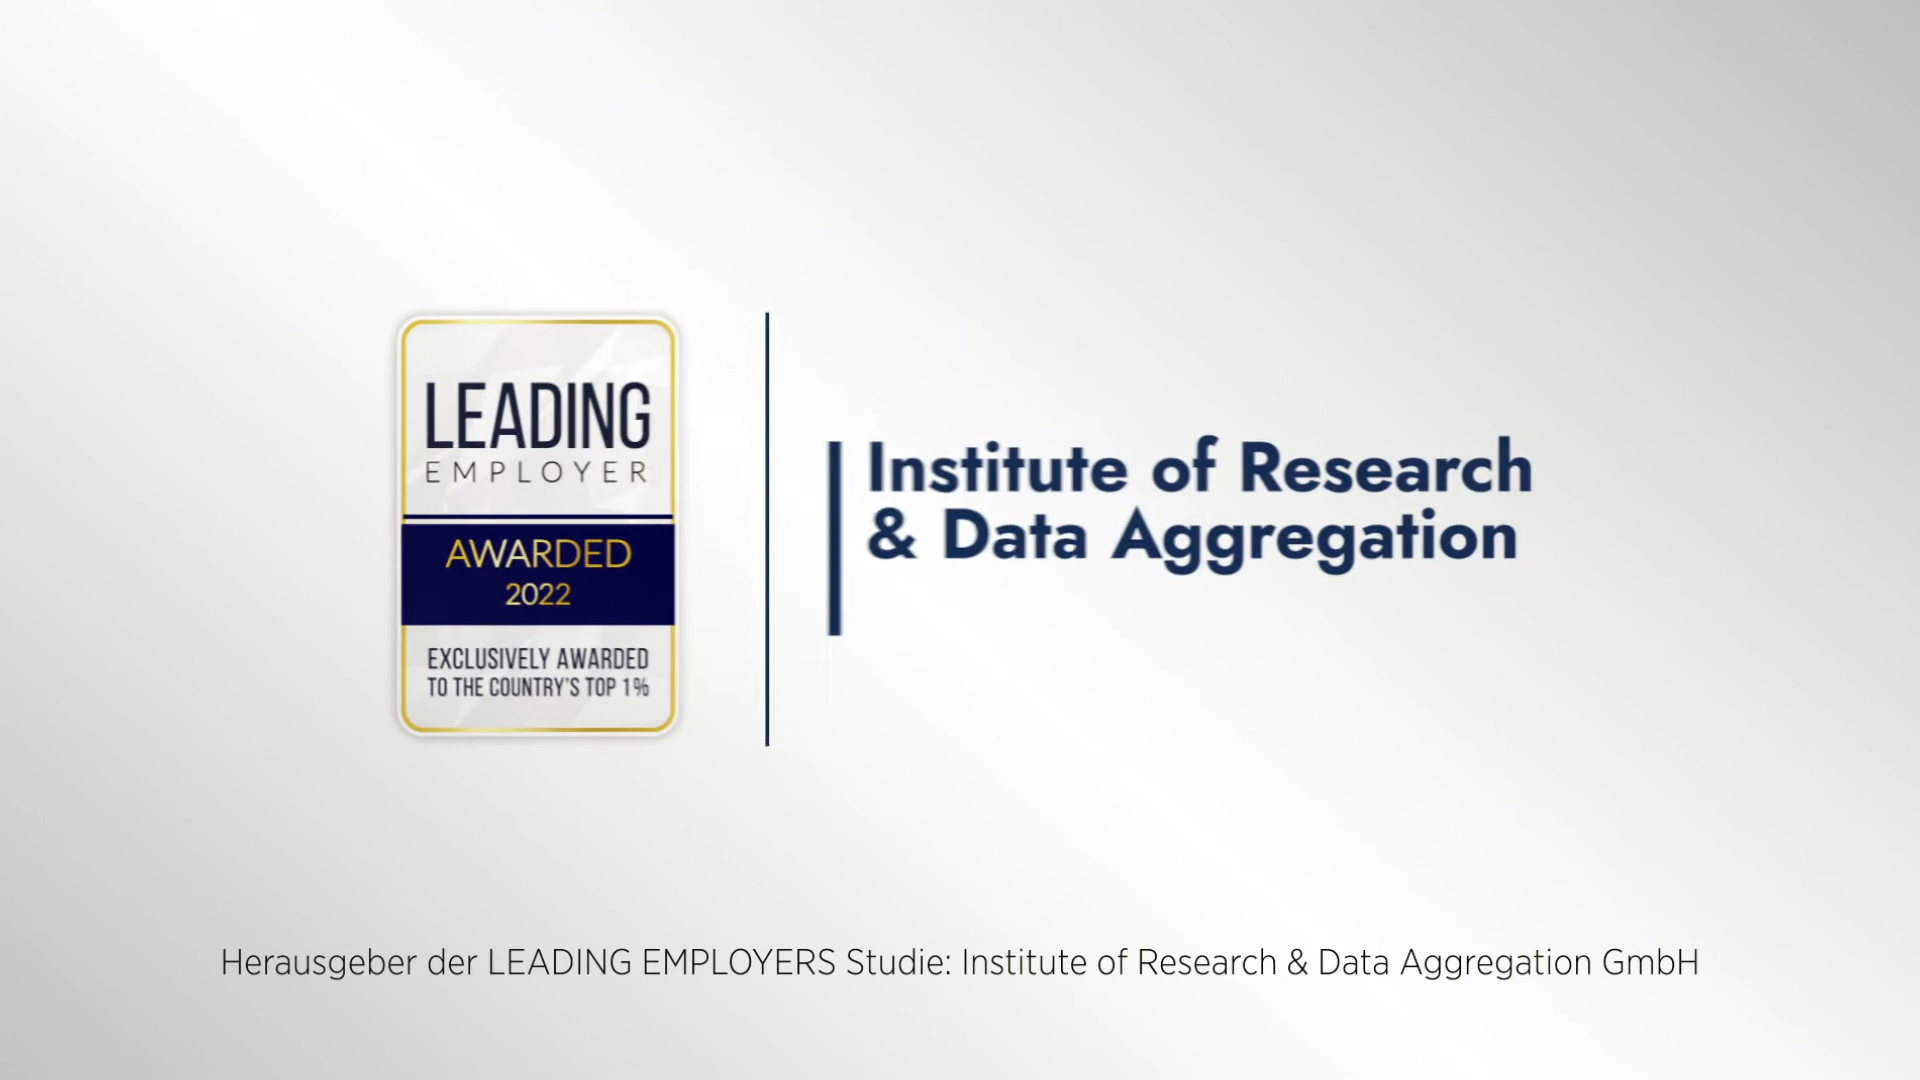 LEADING
EMPLOYER
AWARDED
2022
EXCLUSIVELY AWARDED
TO THE COUNTRY'S TOP 1%
Institute of Research
& Data Aggregation
Herausgeber der LEADING EMPLOYERS Studie: Institute of Research & Data Aggregation GmbH